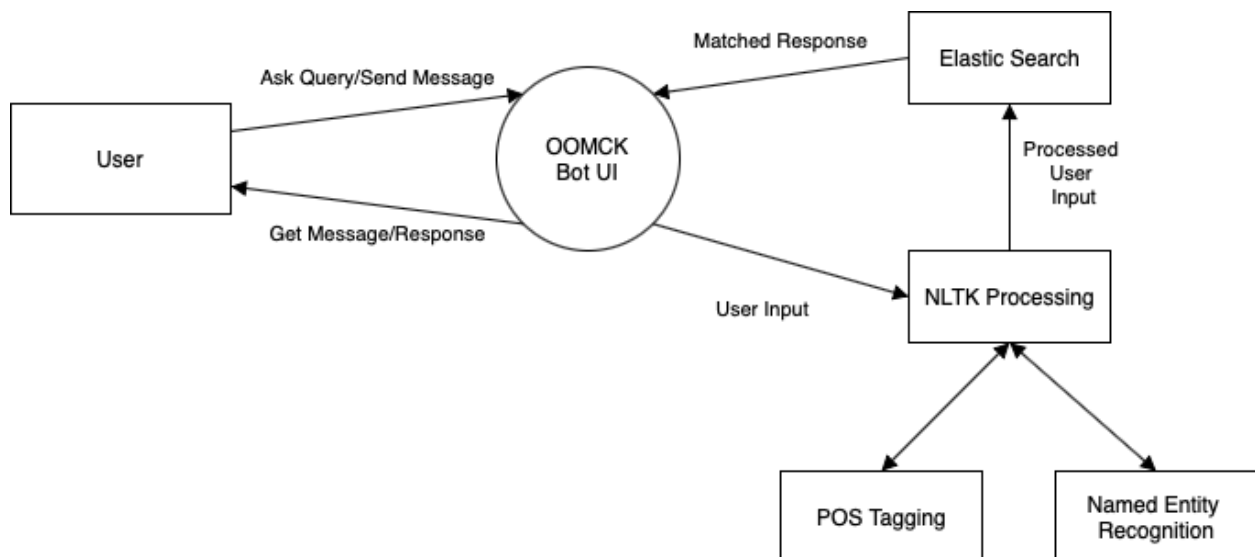 Matched Response
Elastic Search
Ask Query/Send Message
User
OOMCK
Bot UI
Processed
User
Input
Get Message/Response
User Input
NLTK Processing
POS Tagging
Named Entity
Recognition